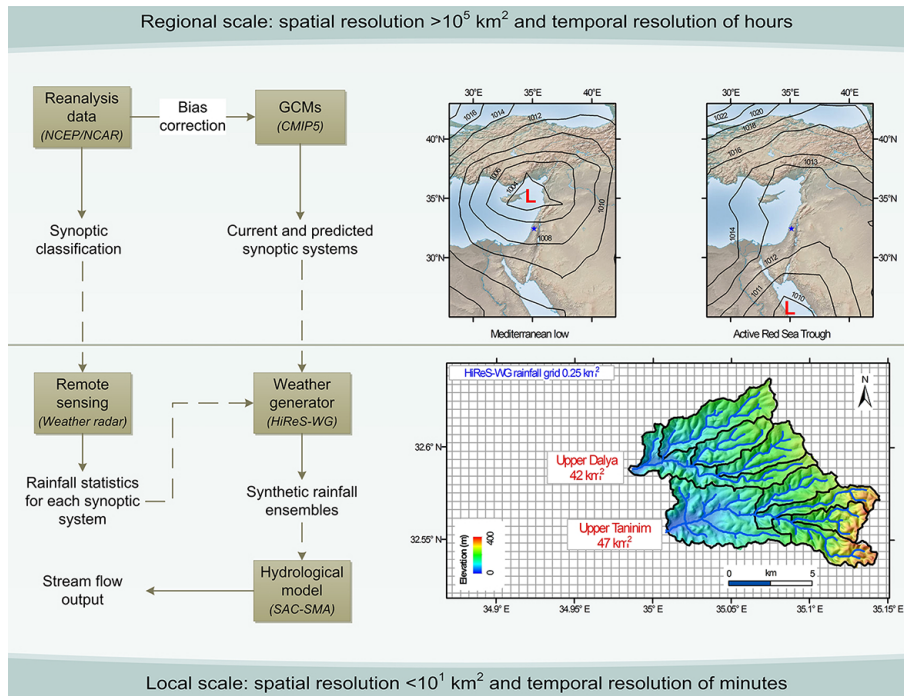 Regional scale: spatial resolution >10⁵ km² and temporal resolution of hours
Reanalysis
data
(NCEP/NCAR)
Bias
correction
GCMs
(CMIP5)
Synoptic
classification
Current and predicted
synoptic systems
30°E
35°E
40°E
40°N
35°N
30°N
1016
1014
1012
1006
1004
1010
1008
L
Mediterranean low
30°E
35°E
40°E
40°N
35°N
30°N
1022
1020
1018
1016
1013
1014
1012
1011
1010
L
Active Red Sea Trough
Remote
sensing
(Weather radar)
Weather
generator
(HiReS-WG)
Rainfall statistics
for each synoptic
system
Synthetic rainfall
ensembles
Stream flow
output
Hydrological
model
(SAC-SMA)
HiReS-WG rainfall grid 0.25 km²
N
32.6°N
32.55°N
Upper Dalya
42 km²
Upper Taninim
47 km²
Elevation (m)
400
0
km
0
5
34.9°E
34.95°E
35°E
35.05°E
35.1°E
35.15°E
Local scale: spatial resolution <10¹ km² and temporal resolution of minutes